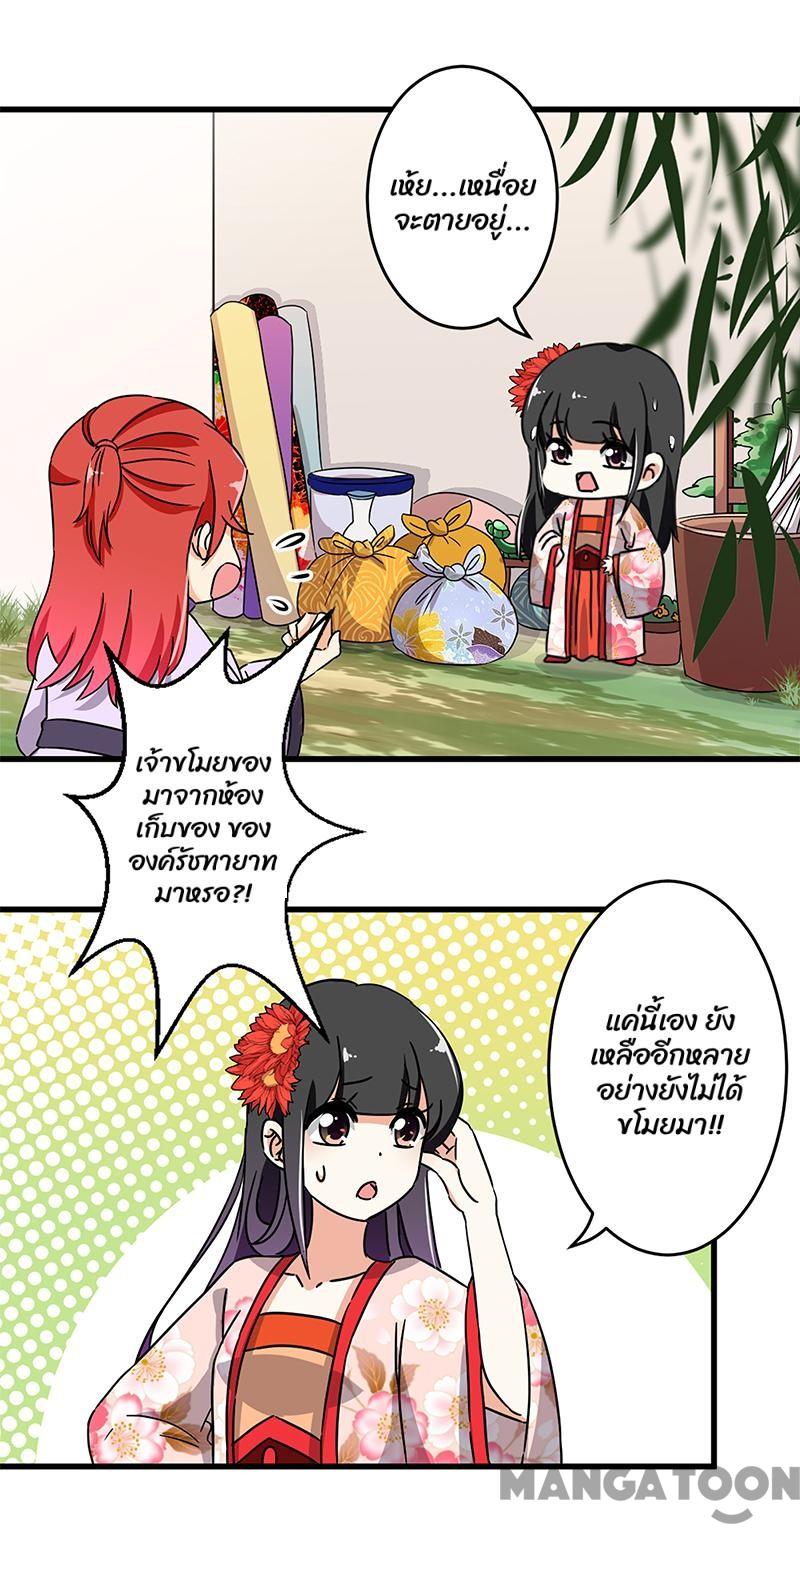 เห้ย...เหนื่อย
จะตายอยู่...
เจ้าขโมยของ
มาจากห้อง
เก็บของ ของ
องค์รัชทายาท
มาหรอ?!
แค่นี้เอง ยัง
เหลืออีกหลาย
อย่างยังไม่ได้
ขโมยมา!!
MANGATOON